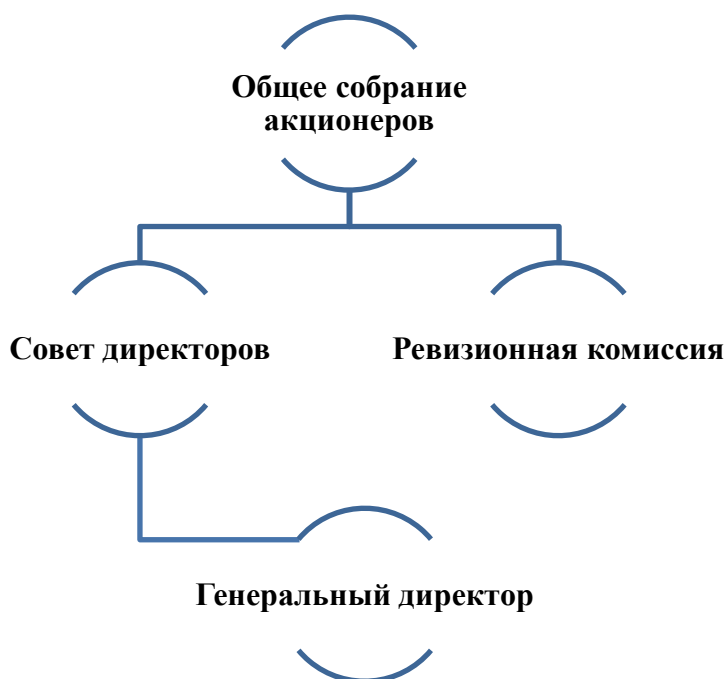 Общее собрание
акционеров
Совет директоров
Ревизионная комиссия
Генеральный директор